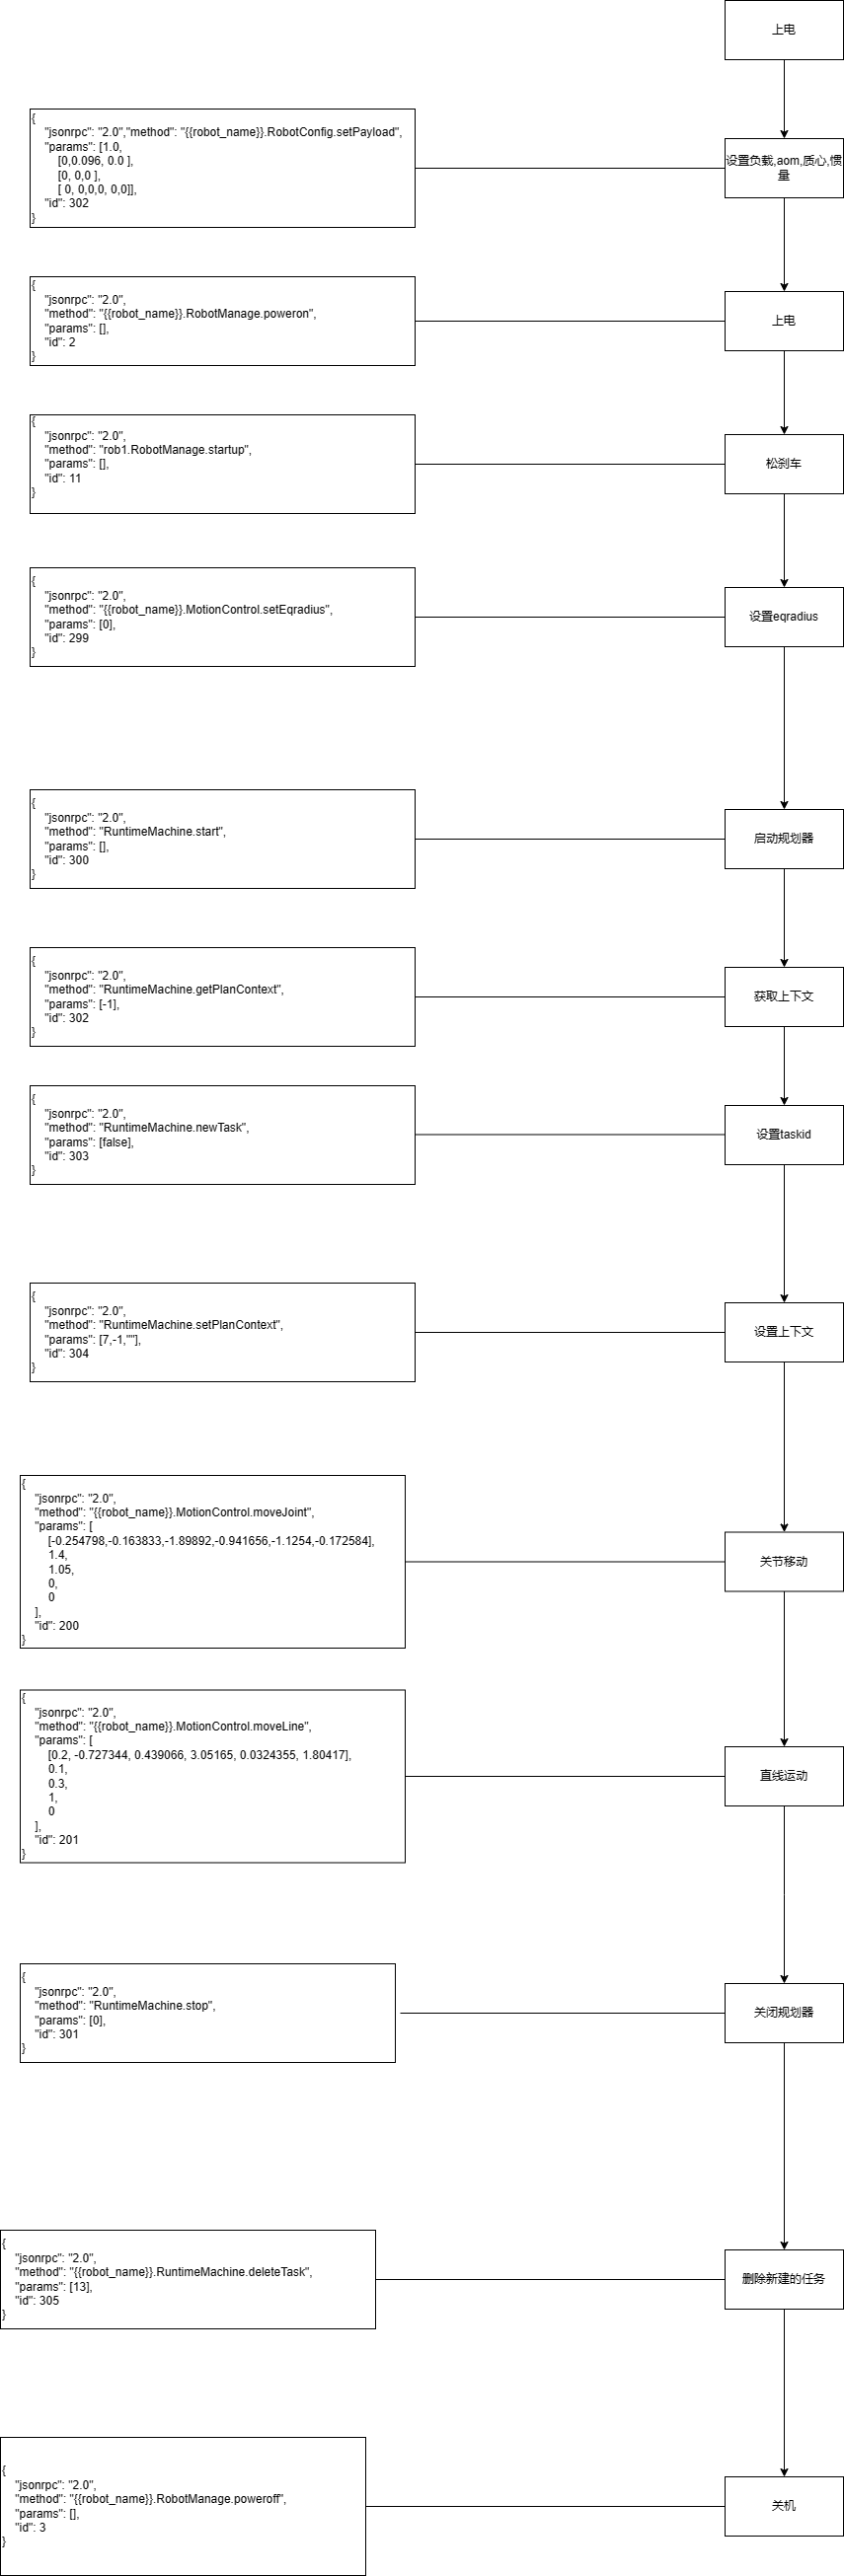 上电
{
"jsonrpc": "2.0","method": "{{robot_name}}.RobotConfig.setPayload",
"params": [1.0,
[0,0.096, 0.0 ],
[0, 0,0 ],
[ 0, 0,0,0, 0,0]],
"id": 302
}
设置负载,aom,质心,惯
量
{
"jsonrpc": "2.0",
"method": "{{robot_name}}.RobotManage.poweron",
"params": [],
"id": 2
}
上电
{
"jsonrpc": "2.0",
"method": "rob1.RobotManage.startup",
"params": [],
"id": 11
}
松刹车
{
"jsonrpc": "2.0",
"method": "{{robot_name}}.MotionControl.setEqradius",
"params": [0],
"id": 299
}
设置eqradius
{
"jsonrpc": "2.0",
"method": "RuntimeMachine.start",
"params": [],
"id": 300
}
启动规划器
{
"jsonrpc": "2.0",
"method": "RuntimeMachine.getPlanContext",
"params": [-1],
"id": 302
}
获取上下文
{
"jsonrpc": "2.0",
"method": "RuntimeMachine.newTask",
"params": [false],
"id": 303
}
设置taskid
{
"jsonrpc": "2.0",
"method": "RuntimeMachine.setPlanContext",
"params": [7,-1,""],
"id": 304
}
设置上下文
{
"jsonrpc": "2.0",
"method": "{{robot_name}}.MotionControl.moveJoint",
"params": [
[-0.254798,-0.163833,-1.89892,-0.941656,-1.1254,-0.172584],
1.4,
1.05,
0,
0
],
"id": 200
}
关节移动
{
"jsonrpc": "2.0",
"method": "{{robot_name}}.MotionControl.moveLine",
"params": [
[0.2, -0.727344, 0.439066, 3.05165, 0.0324355, 1.80417],
0.1,
0.3,
1,
0
],
"id": 201
}
直线运动
{
"jsonrpc": "2.0",
"method": "RuntimeMachine.stop",
"params": [0],
"id": 301
}
关闭规划器
{
"jsonrpc": "2.0",
"method": "{{robot_name}}.RuntimeMachine.deleteTask",
"params": [13],
"id": 305
}
删除新建的任务
{
"jsonrpc": "2.0",
"method": "{{robot_name}}.RobotManage.poweroff",
"params": [],
"id": 3
}
关机